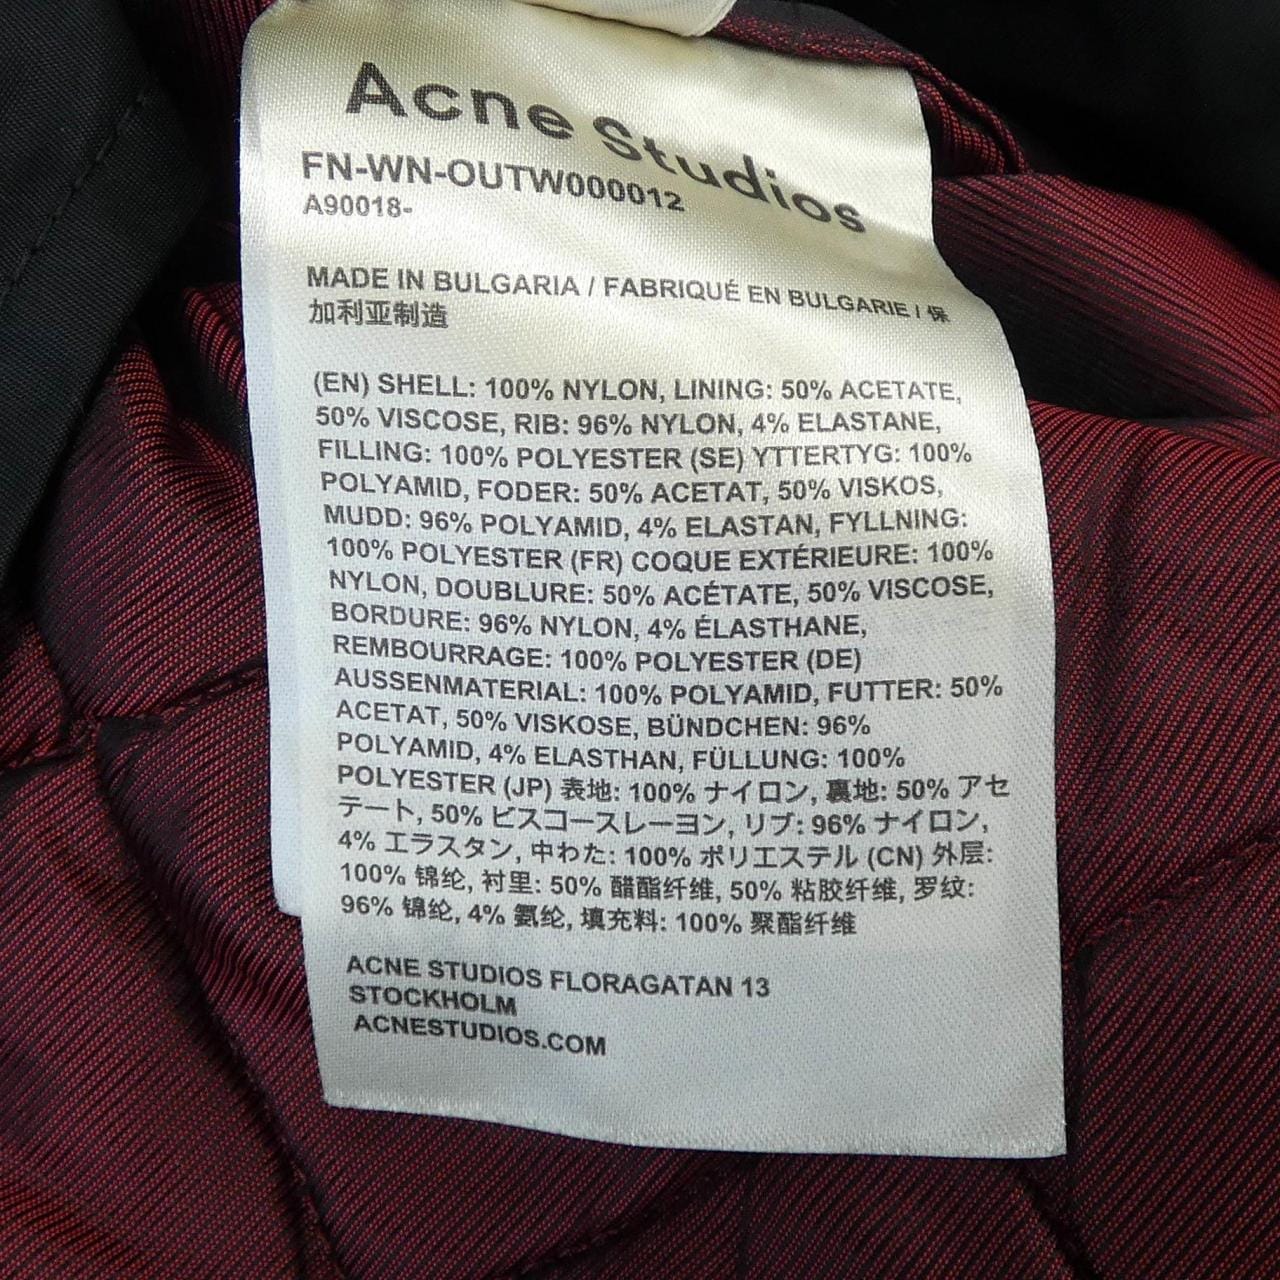 Acne Studios
FN-WN-OUTW000012
A90018-
MADE IN BULGARIA / FABRIQUÉ EN BULGARIE / 保
加利亚制造
(EN) SHELL: 100% NYLON, LINING: 50% ACETATE,
50% VISCOSE, RIB: 96% NYLON, 4% ELASTANE,
FILLING: 100% POLYESTER (SE) YTTERTYG: 100%
POLYAMID, FODER: 50% ACETAT, 50% VISKOS,
MUDD: 96% POLYAMID, 4% ELASTAN, FYLLNING:
100% POLYESTER (FR) COQUE EXTÉRIEURE: 100%
NYLON, DOUBLURE: 50% ACÉTATE, 50% VISCOSE,
BORDURE: 96% NYLON, 4% ÉLASTHANE,
REMBOURRAGE: 100% POLYESTER (DE)
AUSSENMATERIAL: 100% POLYAMID, FUTTER: 50%
ACETAT, 50% VISKOSE, BÜNDCHEN: 96%
POLYAMID, 4% ELASTHAN, FÜLLUNG: 100%
POLYESTER (JP) 表地: 100% ナイロン, 裏地: 50% アセ
テート, 50% ビスコースレーヨン, リブ: 96% ナイロン,
4% エラスタン, 中わた: 100% ポリエステル (CN) 外层:
100% 锦纶, 衬里: 50% 醋酯纤维, 50% 粘胶纤维, 罗纹:
96% 锦纶, 4% 氨纶, 填充料: 100% 聚酯纤维
ACNE STUDIOS FLORAGATAN 13
STOCKHOLM
ACNESTUDIOS.COM